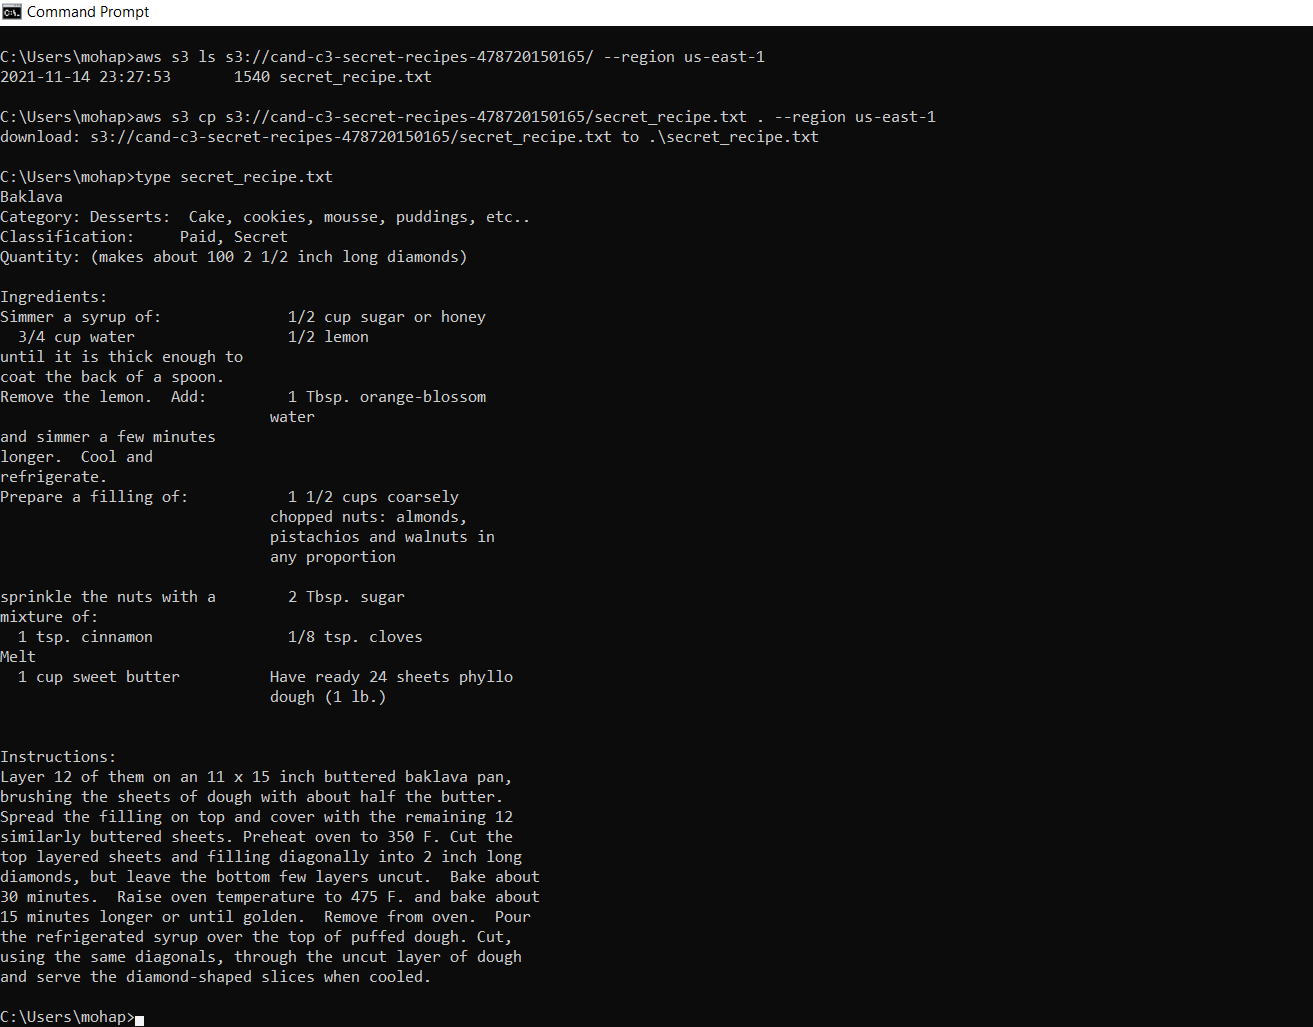 Command Prompt
C:\Users\mohap>aws s3 ls s3://cand-c3-secret-recipes-478720150165/ --region us-east-1
2021-11-14 23:27:53       1540 secret_recipe.txt
C:\Users\mohap>aws s3 cp s3://cand-c3-secret-recipes-478720150165/secret_recipe.txt . --region us-east-1
download: s3://cand-c3-secret-recipes-478720150165/secret_recipe.txt to .\secret_recipe.txt
C:\Users\mohap>type secret_recipe.txt
Baklava
Category: Desserts:  Cake, cookies, mousse, puddings, etc..
Classification:     Paid, Secret
Quantity: (makes about 100 2 1/2 inch long diamonds)
Ingredients:
Simmer a syrup of:              1/2 cup sugar or honey
  3/4 cup water                 1/2 lemon
until it is thick enough to
coat the back of a spoon.
Remove the lemon.  Add:         1 Tbsp. orange-blossom
                              water
and simmer a few minutes
longer.  Cool and
refrigerate.
Prepare a filling of:           1 1/2 cups coarsely
                              chopped nuts: almonds,
                              pistachios and walnuts in
                              any proportion
sprinkle the nuts with a        2 Tbsp. sugar
mixture of:
  1 tsp. cinnamon               1/8 tsp. cloves
Melt
  1 cup sweet butter          Have ready 24 sheets phyllo
                              dough (1 lb.)
Instructions:
Layer 12 of them on an 11 x 15 inch buttered baklava pan,
brushing the sheets of dough with about half the butter.
Spread the filling on top and cover with the remaining 12
similarly buttered sheets. Preheat oven to 350 F. Cut the
top layered sheets and filling diagonally into 2 inch long
diamonds, but leave the bottom few layers uncut.  Bake about
30 minutes.  Raise oven temperature to 475 F. and bake about
15 minutes longer or until golden.  Remove from oven.  Pour
the refrigerated syrup over the top of puffed dough. Cut,
using the same diagonals, through the uncut layer of dough
and serve the diamond-shaped slices when cooled.
C:\Users\mohap>